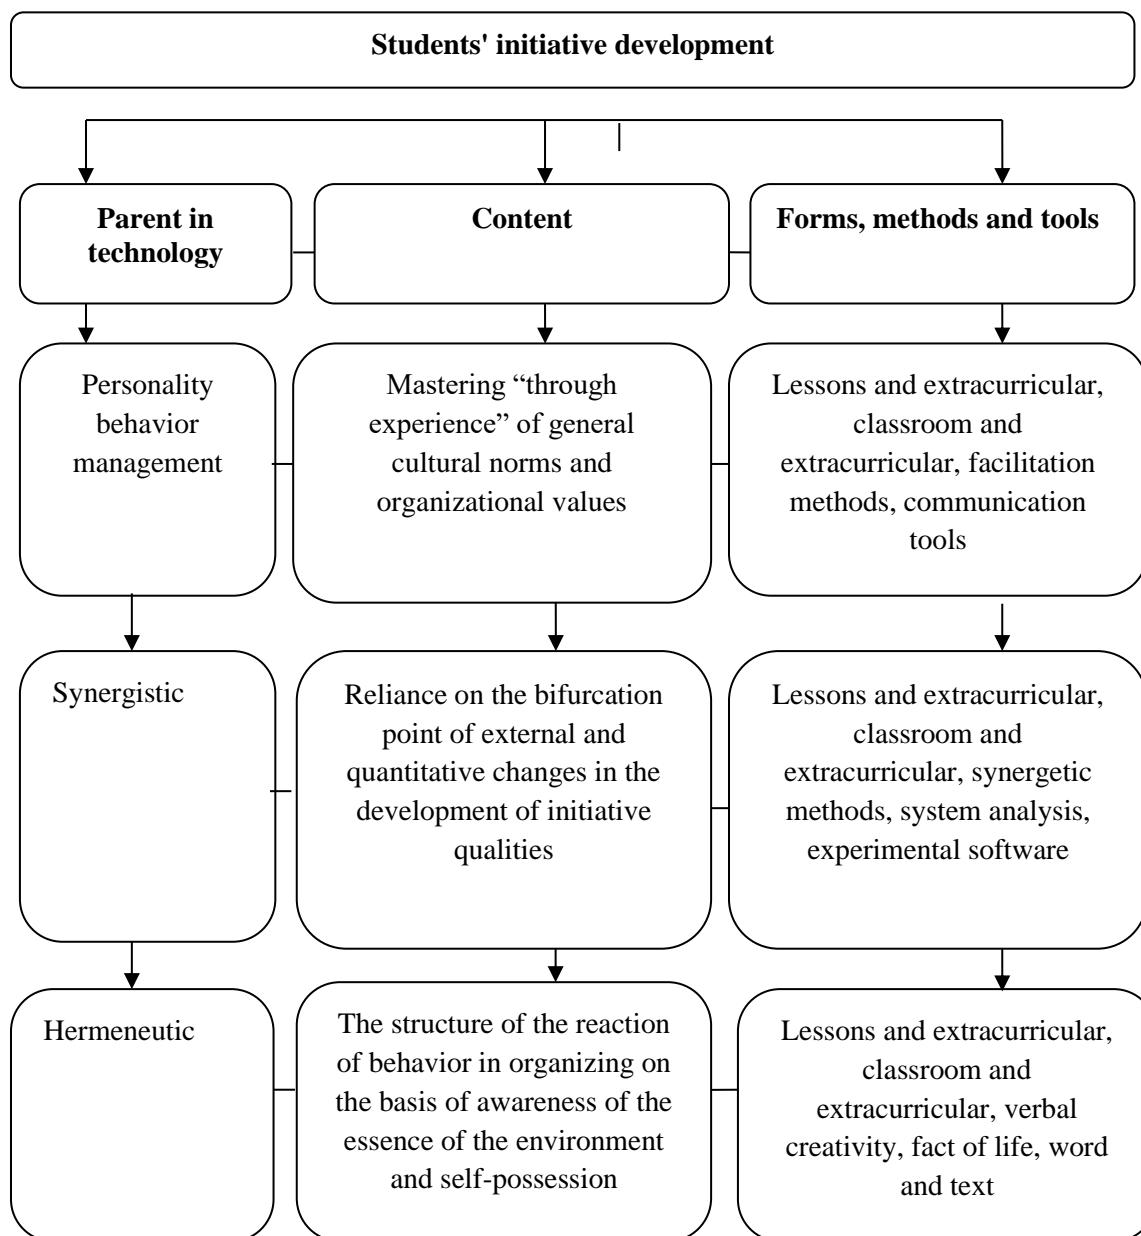 Students' initiative development
Parent in
technology
Content
Forms, methods and tools
Personality
behavior
management
Mastering “through
experience” of general
cultural norms and
organizational values
Lessons and extracurricular,
classroom and
extracurricular, facilitation
methods, communication
tools
Synergistic
Reliance on the bifurcation
point of external and
quantitative changes in the
development of initiative
qualities
Lessons and extracurricular,
classroom and
extracurricular, synergetic
methods, system analysis,
experimental software
Hermeneutic
The structure of the reaction
of behavior in organizing on
the basis of awareness of the
essence of the environment
and self-possession
Lessons and extracurricular,
classroom and
extracurricular, verbal
creativity, fact of life, word
and text